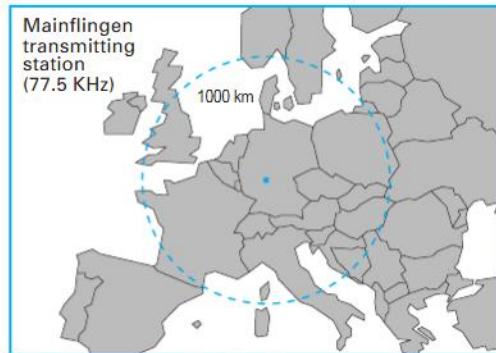 Mainflingen
transmitting
station
(77.5 KHz)
1000 km